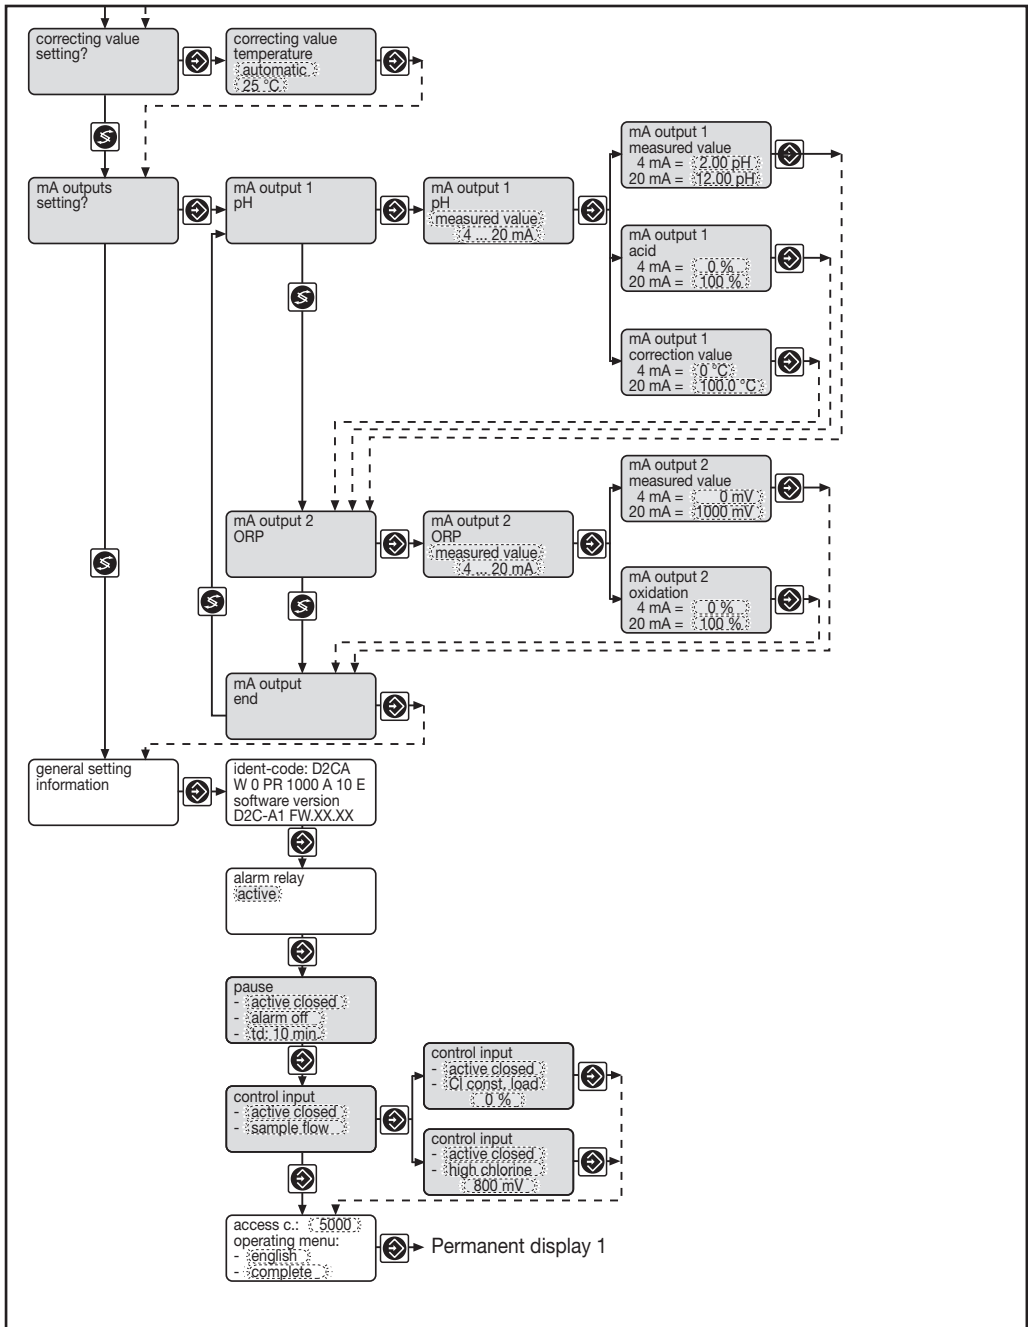 correcting value
setting?
correcting value
temperature
automatic
25 °C
mA outputs
setting?
mA output 1
pH
mA output 1
pH
measured value
4 ... 20 mA
mA output 1
measured value
4 mA = 2.00 pH
20 mA = 12.00 pH
mA output 1
acid
4 mA = 0 %
20 mA = 100 %
mA output 1
correction value
4 mA = 0 °C
20 mA = 100.0 °C
mA output 2
ORP
mA output 2
ORP
measured value
4 ... 20 mA
mA output 2
measured value
4 mA = 0 mV
20 mA = 1000 mV
mA output 2
oxidation
4 mA = 0 %
20 mA = 100 %
mA output
end
general setting
information
ident-code: D2CA
W 0 PR 1000 A 10 E
software version
D2C-A1 FW.XX.XX
alarm relay
active
pause
- active closed
- alarm off
- td: 10 min.
control input
- active closed
- sample flow
control input
- active closed
- Cl const. load
0 %
control input
- active closed
- high chlorine
800 mV
access c.: 5000
operating menu:
- english
- complete
Permanent display 1